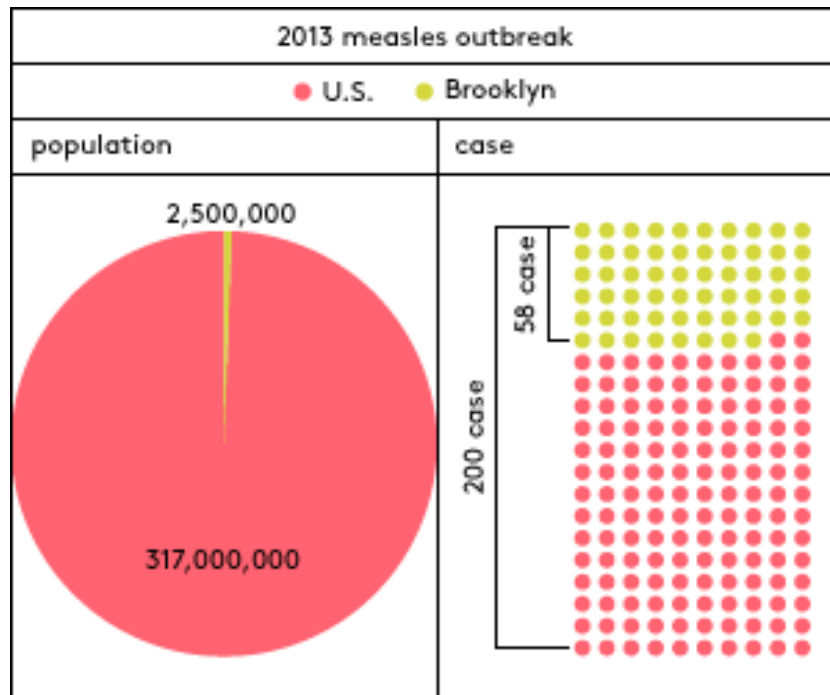 2013 measles outbreak
U.S. Brooklyn
population
case
2,500,000
317,000,000
58 case
200 case